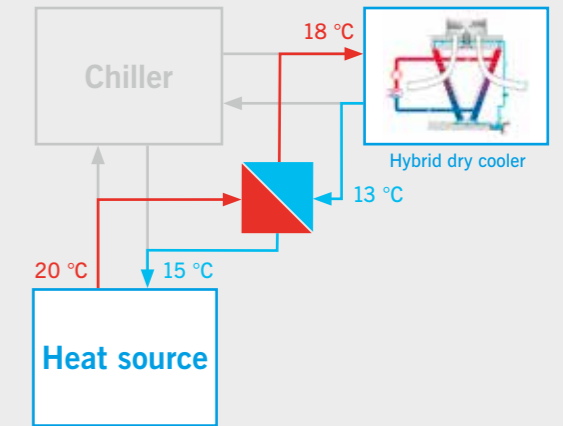 18 °C
Chiller
Hybrid dry cooler
13 °C
20 °C
15 °C
Heat source